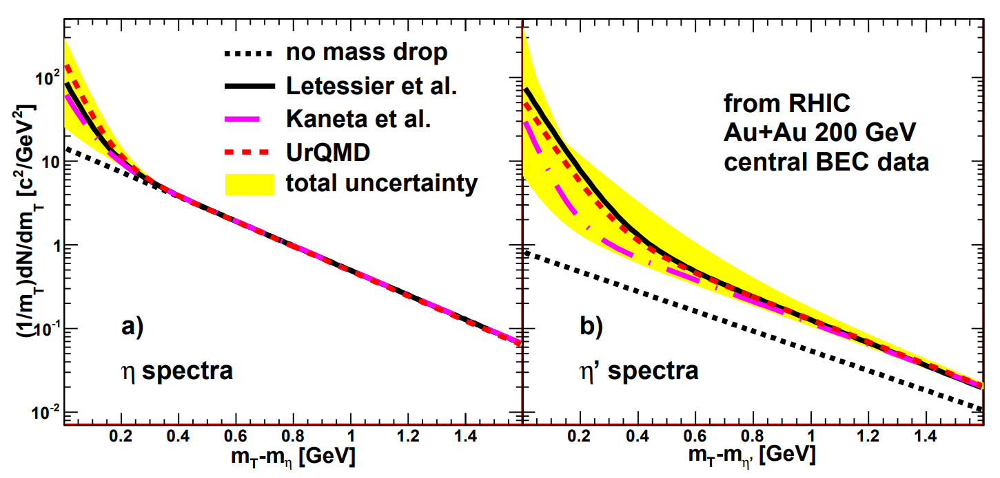 no mass drop
Letessier et al.
Kaneta et al.
UrQMD
total uncertainty
from RHIC
Au+Au 200 GeV
central BEC data
(1/m_T)dN/dm_T [c²/GeV²]
10²
10
1
10⁻¹
10⁻²
a)
η spectra
b)
η’ spectra
0.2 0.4 0.6 0.8 1 1.2 1.4
0.2 0.4 0.6 0.8 1 1.2 1.4
m_T-m_η [GeV]
m_T-m_η’ [GeV]